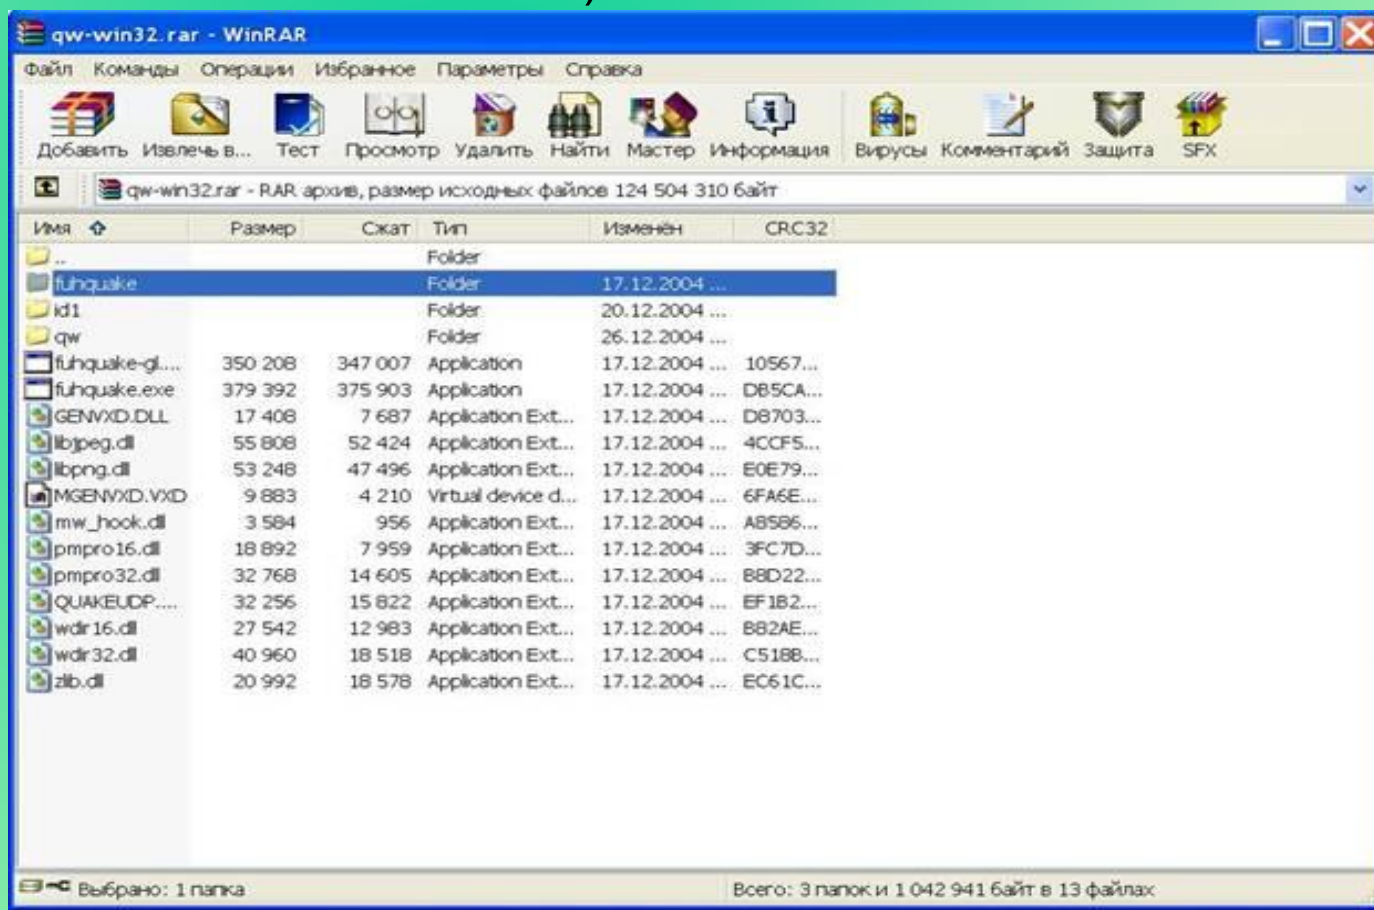 qw-win32.rar - WinRAR
Файл Команды Операции Избранное Параметры Справка
Добавить Извлечь в... Тест Просмотр Удалить Найти Мастер Информация Вирусы Комментарий Защита SFX
qw-win32.rar - RAR архив, размер исходных файлов 124 504 310 байт
Имя Размер Сжат Тип Изменён CRC32
.. Folder
fuhquake Folder 17.12.2004 ...
id1 Folder 20.12.2004 ...
qw Folder 26.12.2004 ...
fuhquake-gl.... 350 208 347 007 Application 17.12.2004 ... 10567...
fuhquake.exe 379 392 375 903 Application 17.12.2004 ... DB5CA...
GENVXD.DLL 17 408 7 687 Application Ext... 17.12.2004 ... D8703...
libjpeg.dll 55 808 52 424 Application Ext... 17.12.2004 ... 4CCF5...
libpng.dll 53 248 47 496 Application Ext... 17.12.2004 ... E0E79...
MGENVXD.VXD 9 883 4 210 Virtual device d... 17.12.2004 ... 6FA6E...
mw_hook.dll 3 584 956 Application Ext... 17.12.2004 ... A8586...
pmpro16.dll 18 892 7 959 Application Ext... 17.12.2004 ... 3FC7D...
pmpro32.dll 32 768 14 605 Application Ext... 17.12.2004 ... B8D22...
QUAKEUDP.... 32 256 15 822 Application Ext... 17.12.2004 ... EF1B2...
wdir16.dll 27 542 12 983 Application Ext... 17.12.2004 ... B82AE...
wdir32.dll 40 960 18 518 Application Ext... 17.12.2004 ... C518B...
zlib.dll 20 992 18 578 Application Ext... 17.12.2004 ... EC61C...
Выбрано: 1 папка
Всего: 3 папок и 1 042 941 байт в 13 файлах